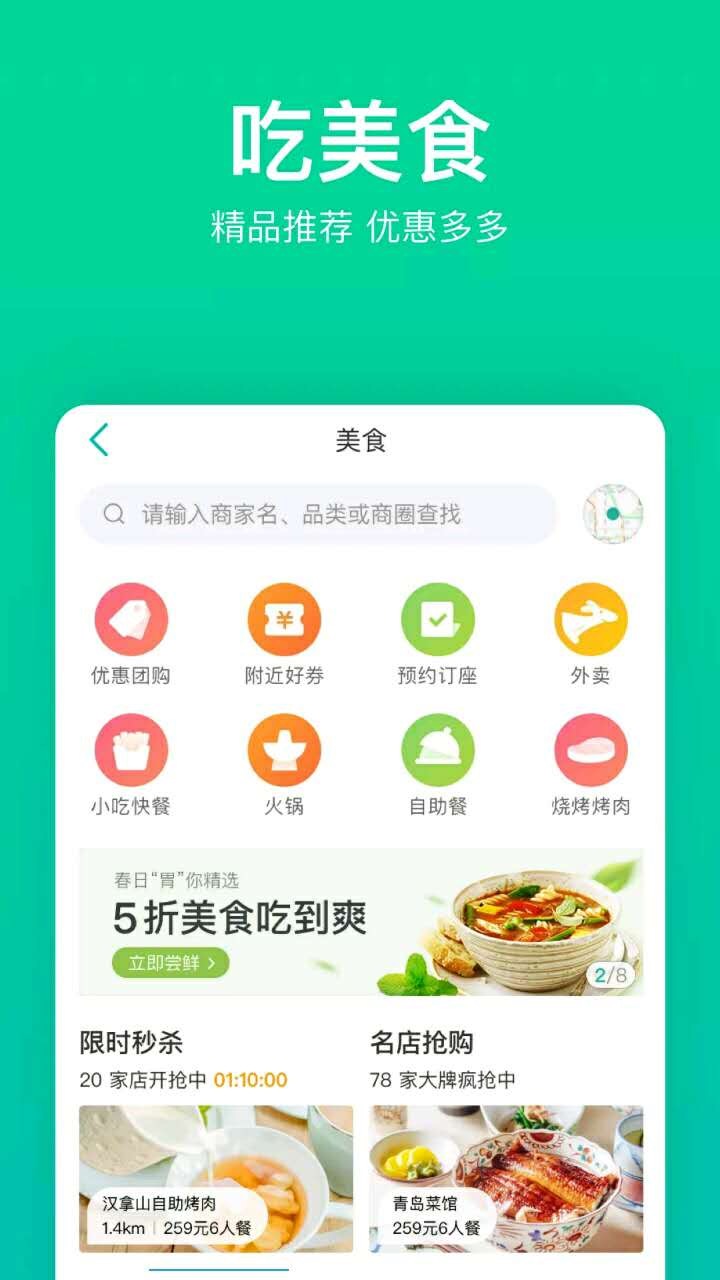 吃美食
精品推荐 优惠多多
美食
请输入商家名、品类或商圈查找
优惠团购
附近好券
预约订座
外卖
小吃快餐
火锅
自助餐
烧烤烤肉
春日“胃”你精选
5折美食吃到爽
立即尝鲜 >
2/8
限时秒杀
20 家店开抢中 01:10:00
名店抢购
78 家大牌疯抢中
汉拿山自助烤肉
1.4km | 259元6人餐
青岛菜馆
259元6人餐